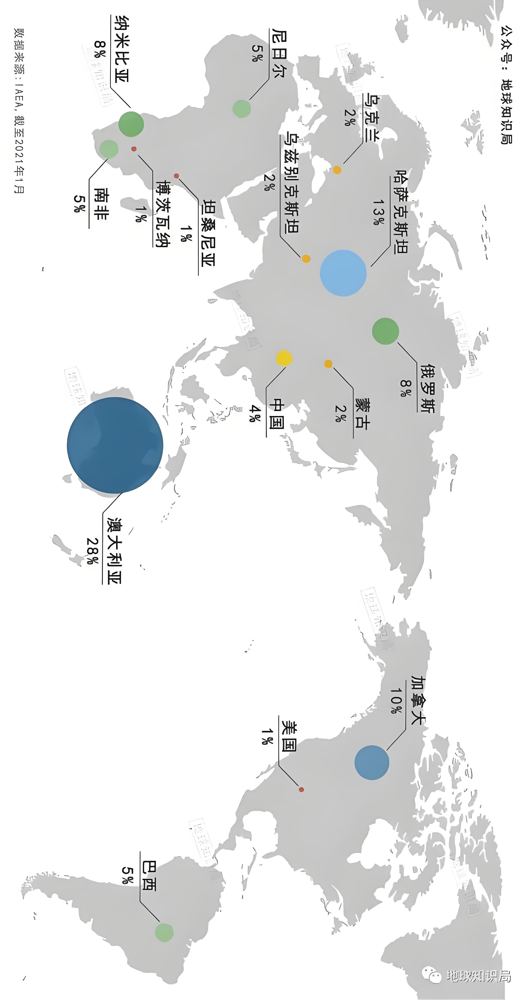 公众号：地球知识局
乌克兰
2%
哈萨克斯坦
13%
俄罗斯
8%
加拿大
10%
尼日尔
5%
乌兹别克斯坦
2%
中国
4%
蒙古
2%
美国
1%
纳米比亚
8%
博茨瓦纳
1%
坦桑尼亚
1%
南非
5%
澳大利亚
28%
巴西
5%
数据来源：IAEA，截至2021年1月
地球知识局